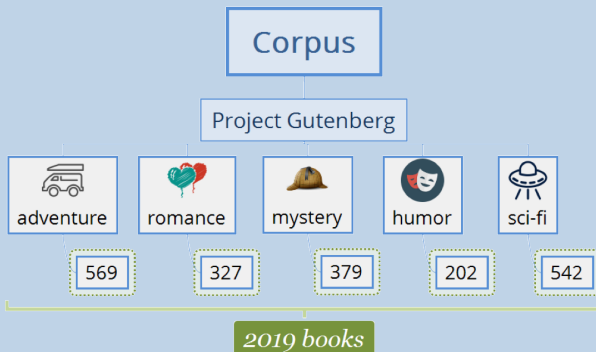 Corpus
Project Gutenberg
adventure romance mystery humor sci-fi
569 327 379 202 542
2019 books